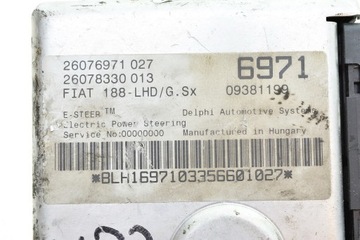 26076971 027 6971
26078330 013
FIAT 188-LHD/G.Sx 09381199
E-STEER™ Delphi Automotive Systems
Electric Power Steering
Service No:00000000 Manufactured in Hungary
*BLH1697103356601027*